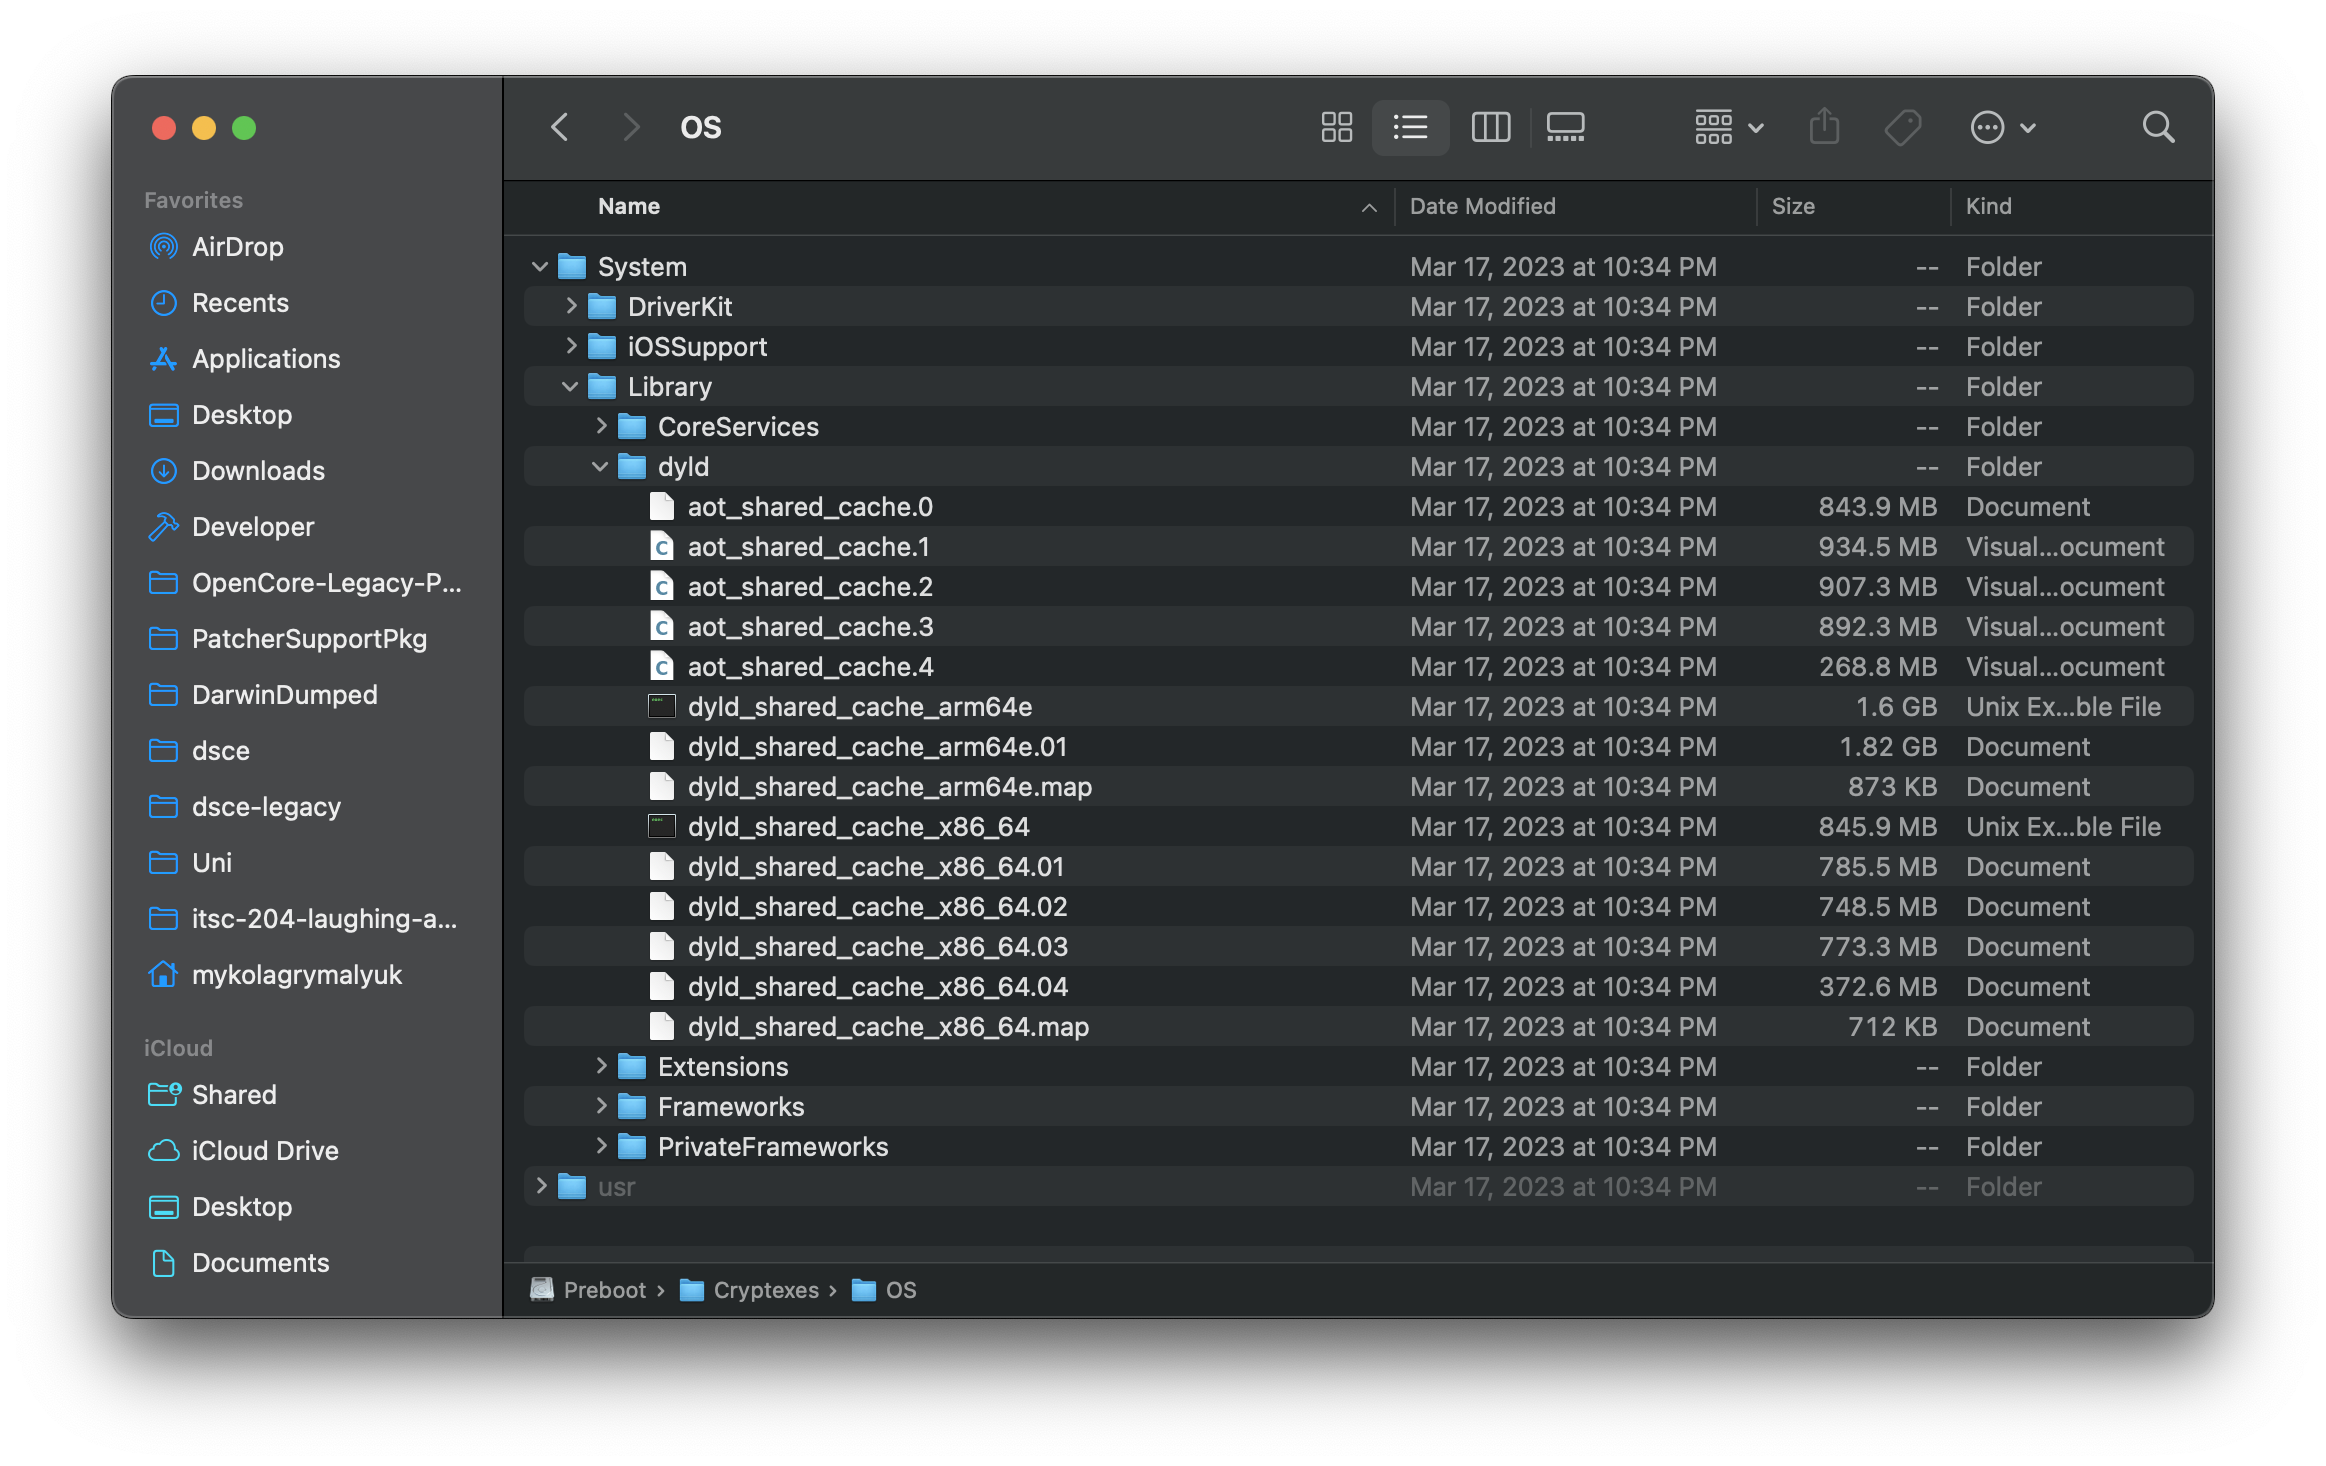 OS
Favorites
AirDrop
Recents
Applications
Desktop
Downloads
Developer
OpenCore-Legacy-P...
PatcherSupportPkg
DarwinDumped
dsce
dsce-legacy
Uni
itsc-204-laughing-a...
mykolagrymalyuk
iCloud
Shared
iCloud Drive
Desktop
Documents
Name Date Modified Size Kind
System Mar 17, 2023 at 10:34 PM -- Folder
DriverKit Mar 17, 2023 at 10:34 PM -- Folder
iOSSupport Mar 17, 2023 at 10:34 PM -- Folder
Library Mar 17, 2023 at 10:34 PM -- Folder
CoreServices Mar 17, 2023 at 10:34 PM -- Folder
dyld Mar 17, 2023 at 10:34 PM -- Folder
aot_shared_cache.0 Mar 17, 2023 at 10:34 PM 843.9 MB Document
C aot_shared_cache.1 Mar 17, 2023 at 10:34 PM 934.5 MB Visual...ocument
C aot_shared_cache.2 Mar 17, 2023 at 10:34 PM 907.3 MB Visual...ocument
C aot_shared_cache.3 Mar 17, 2023 at 10:34 PM 892.3 MB Visual...ocument
C aot_shared_cache.4 Mar 17, 2023 at 10:34 PM 268.8 MB Visual...ocument
dyld_shared_cache_arm64e Mar 17, 2023 at 10:34 PM 1.6 GB Unix Ex...ble File
dyld_shared_cache_arm64e.01 Mar 17, 2023 at 10:34 PM 1.82 GB Document
dyld_shared_cache_arm64e.map Mar 17, 2023 at 10:34 PM 873 KB Document
dyld_shared_cache_x86_64 Mar 17, 2023 at 10:34 PM 845.9 MB Unix Ex...ble File
dyld_shared_cache_x86_64.01 Mar 17, 2023 at 10:34 PM 785.5 MB Document
dyld_shared_cache_x86_64.02 Mar 17, 2023 at 10:34 PM 748.5 MB Document
dyld_shared_cache_x86_64.03 Mar 17, 2023 at 10:34 PM 773.3 MB Document
dyld_shared_cache_x86_64.04 Mar 17, 2023 at 10:34 PM 372.6 MB Document
dyld_shared_cache_x86_64.map Mar 17, 2023 at 10:34 PM 712 KB Document
Extensions Mar 17, 2023 at 10:34 PM -- Folder
Frameworks Mar 17, 2023 at 10:34 PM -- Folder
PrivateFrameworks Mar 17, 2023 at 10:34 PM -- Folder
usr Mar 17, 2023 at 10:34 PM -- Folder
Preboot › Cryptexes › OS